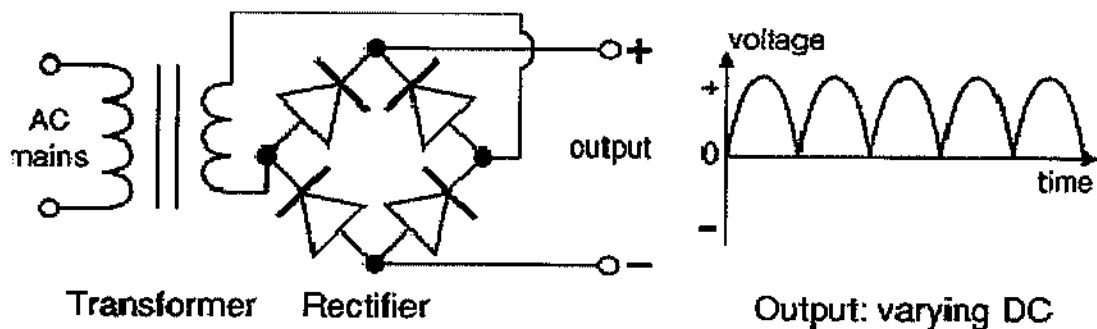 AC
mains
+
output
−
Transformer
Rectifier
voltage
+
0
time
−
Output: varying DC